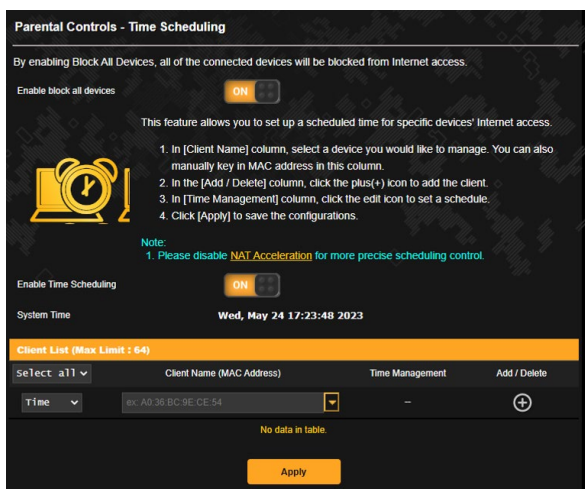 Parental Controls - Time Scheduling
By enabling Block All Devices, all of the connected devices will be blocked from Internet access.
Enable block all devices
ON
This feature allows you to set up a scheduled time for specific devices' Internet access.
1. In [Client Name] column, select a device you would like to manage. You can also
manually key in MAC address in this column.
2. In the [Add / Delete] column, click the plus(+) icon to add the client.
3. In [Time Management] column, click the edit icon to set a schedule.
4. Click [Apply] to save the configurations.
Note:
1. Please disable NAT Acceleration for more precise scheduling control.
Enable Time Scheduling
ON
System Time
Wed, May 24 17:23:48 2023
Client List (Max Limit : 64)
Select all Client Name (MAC Address) Time Management Add / Delete
Time ex: A0:36:BC:9E:CE:54 –
No data in table.
Apply